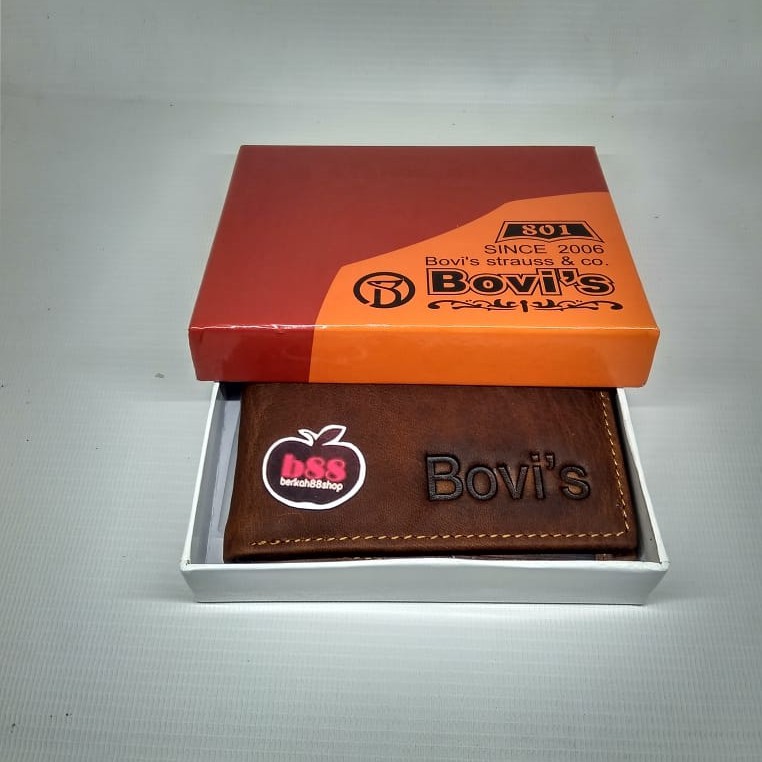 801
SINCE 2006
Bovi's strauss & co.
Bovi's
b88
berkah88shop
Bovi's